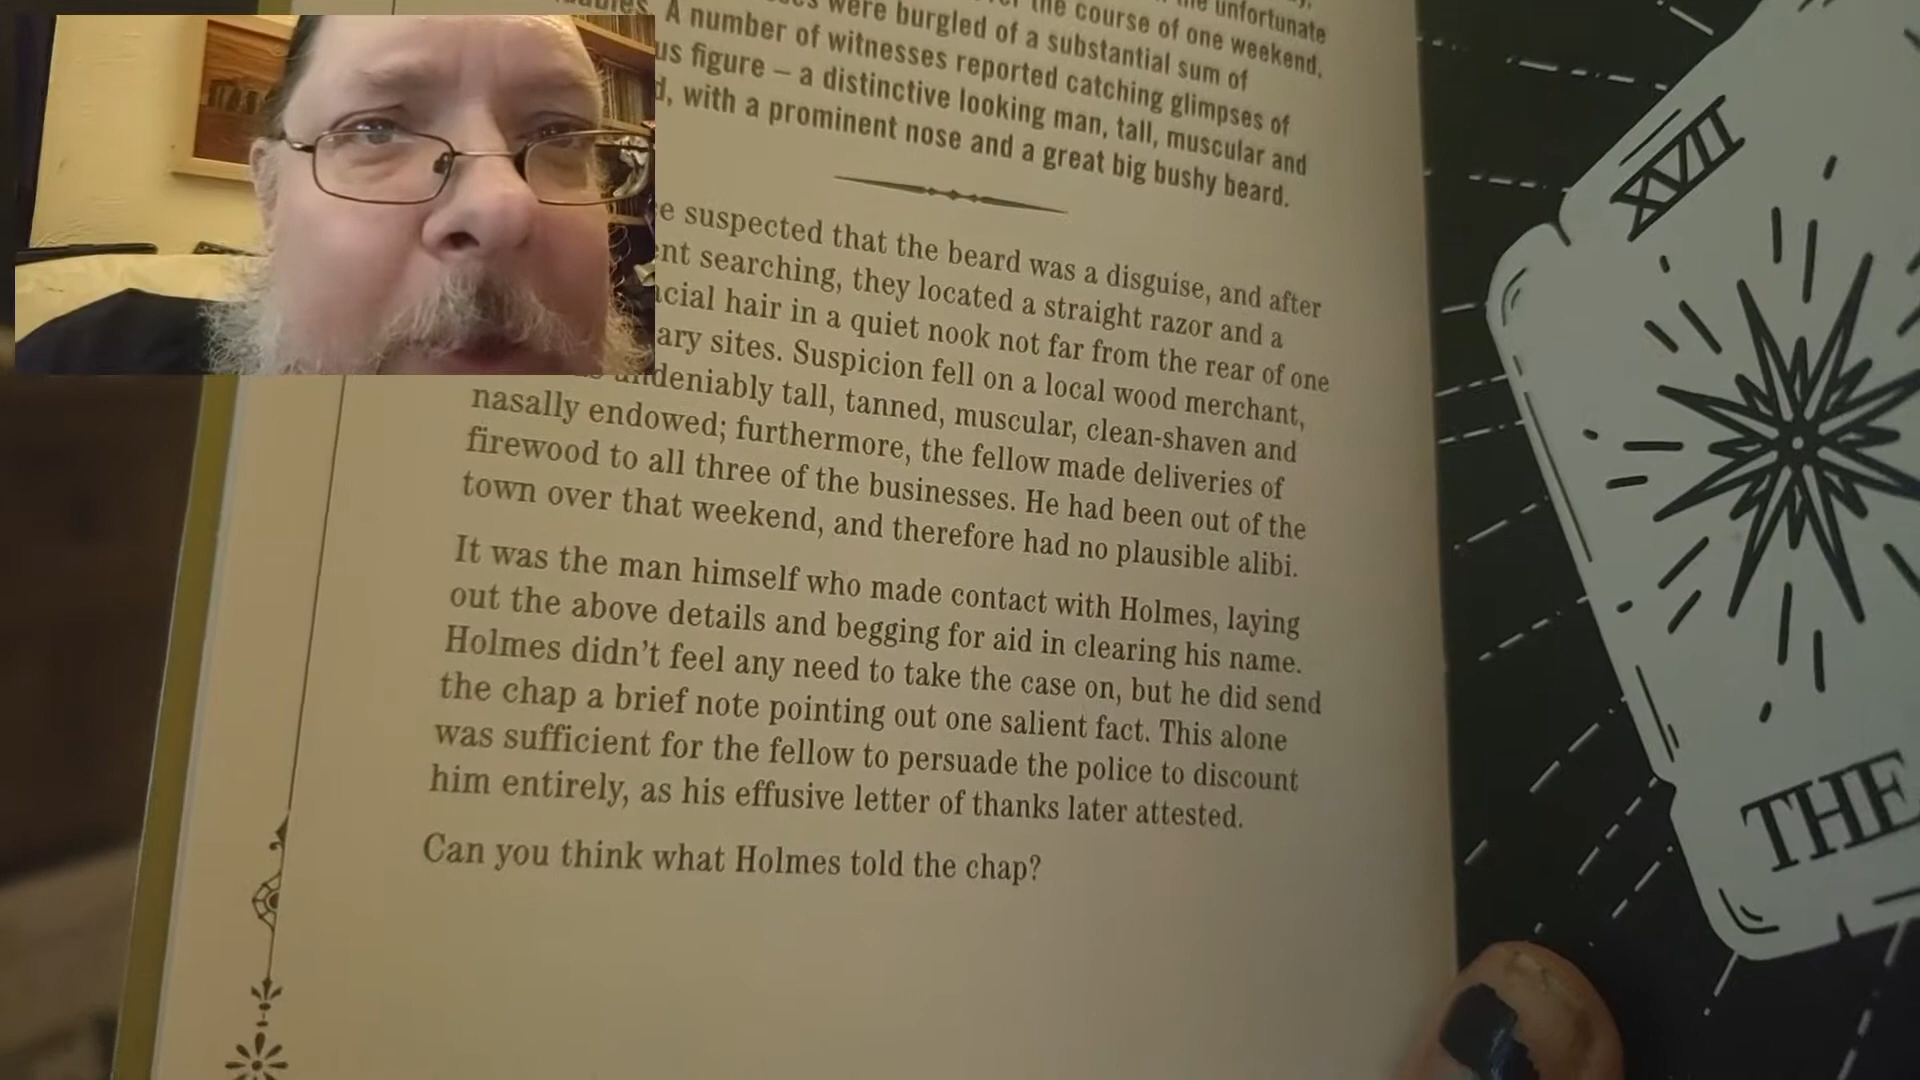 the unfortunate
the course of one weekend,
were burgled of a substantial sum of
A number of witnesses reported catching glimpses of
us figure – a distinctive looking man, tall, muscular and
d, with a prominent nose and a great big bushy beard.
e suspected that the beard was a disguise, and after
nt searching, they located a straight razor and a
cial hair in a quiet nook not far from the rear of one
ary sites. Suspicion fell on a local wood merchant,
undeniably tall, tanned, muscular, clean-shaven and
nasally endowed; furthermore, the fellow made deliveries of
firewood to all three of the businesses. He had been out of the
town over that weekend, and therefore had no plausible alibi.
It was the man himself who made contact with Holmes, laying
out the above details and begging for aid in clearing his name.
Holmes didn't feel any need to take the case on, but he did send
the chap a brief note pointing out one salient fact. This alone
was sufficient for the fellow to persuade the police to discount
him entirely, as his effusive letter of thanks later attested.
Can you think what Holmes told the chap?
XVII
THE